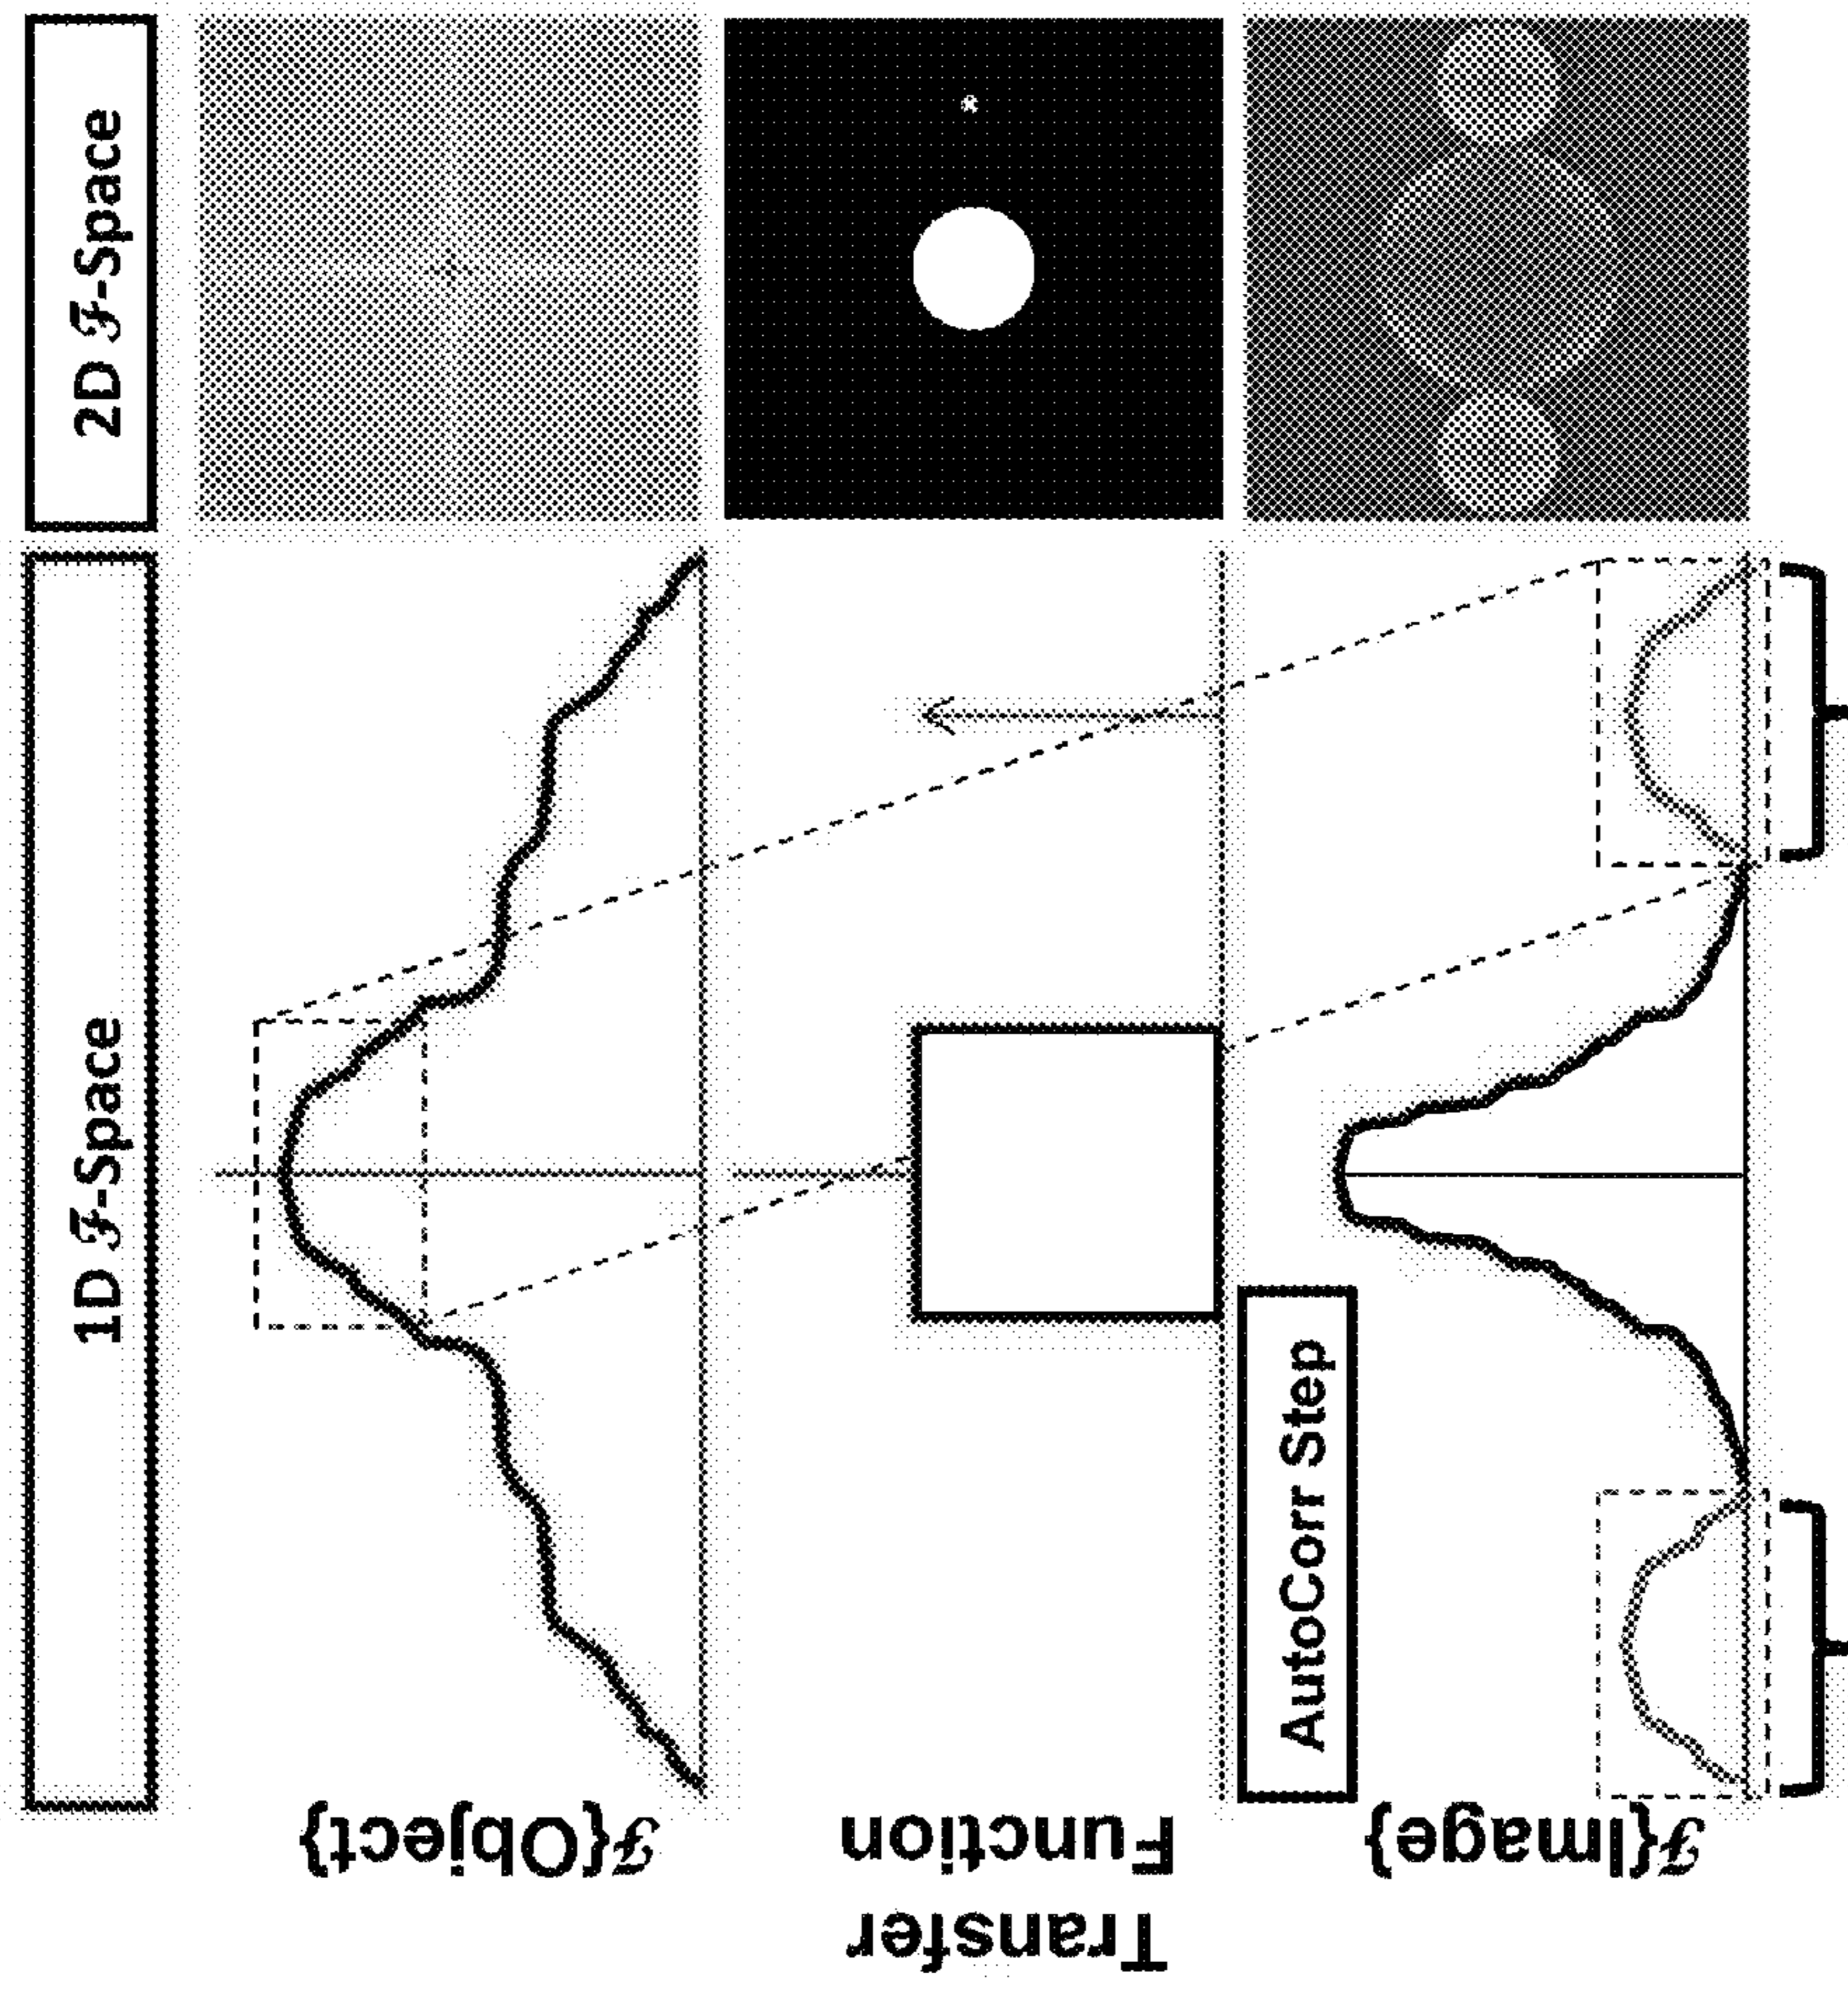 1D ℱ-Space
2D ℱ-Space
ℱ{Object}
Transfer
Function
AutoCorr Step
ℱ{Image}